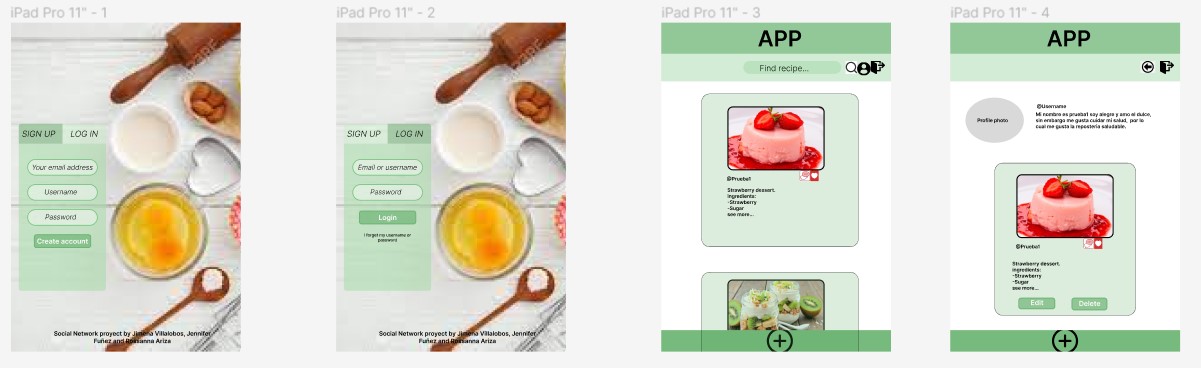 iPad Pro 11" - 1
SIGN UP
LOG IN
Your email address
Username
Password
Create account
Social Network proyect by Jimena Villalobos, Jennifer
Fuñez and Rossanna Ariza
iPad Pro 11" - 2
SIGN UP
LOG IN
Email or username
Password
Login
I forget my username or
password
Social Network proyect by Jimena Villalobos, Jennifer
Fuñez and Rossanna Ariza
iPad Pro 11" - 3
APP
Find recipe...
@Prueba1
Strawberry dessert.
Ingredients:
-Strawberry
-Sugar
see more...
iPad Pro 11" - 4
APP
Profile photo
@Username
Mi nombre es prueba1 soy alegre y amo el dulce,
sin embargo me gusta cuidar mi salud, por lo
cual me gusta la reposteria saludable.
@Prueba1
Strawberry dessert.
Ingredients:
-Strawberry
-Sugar
see more...
Edit
Delete